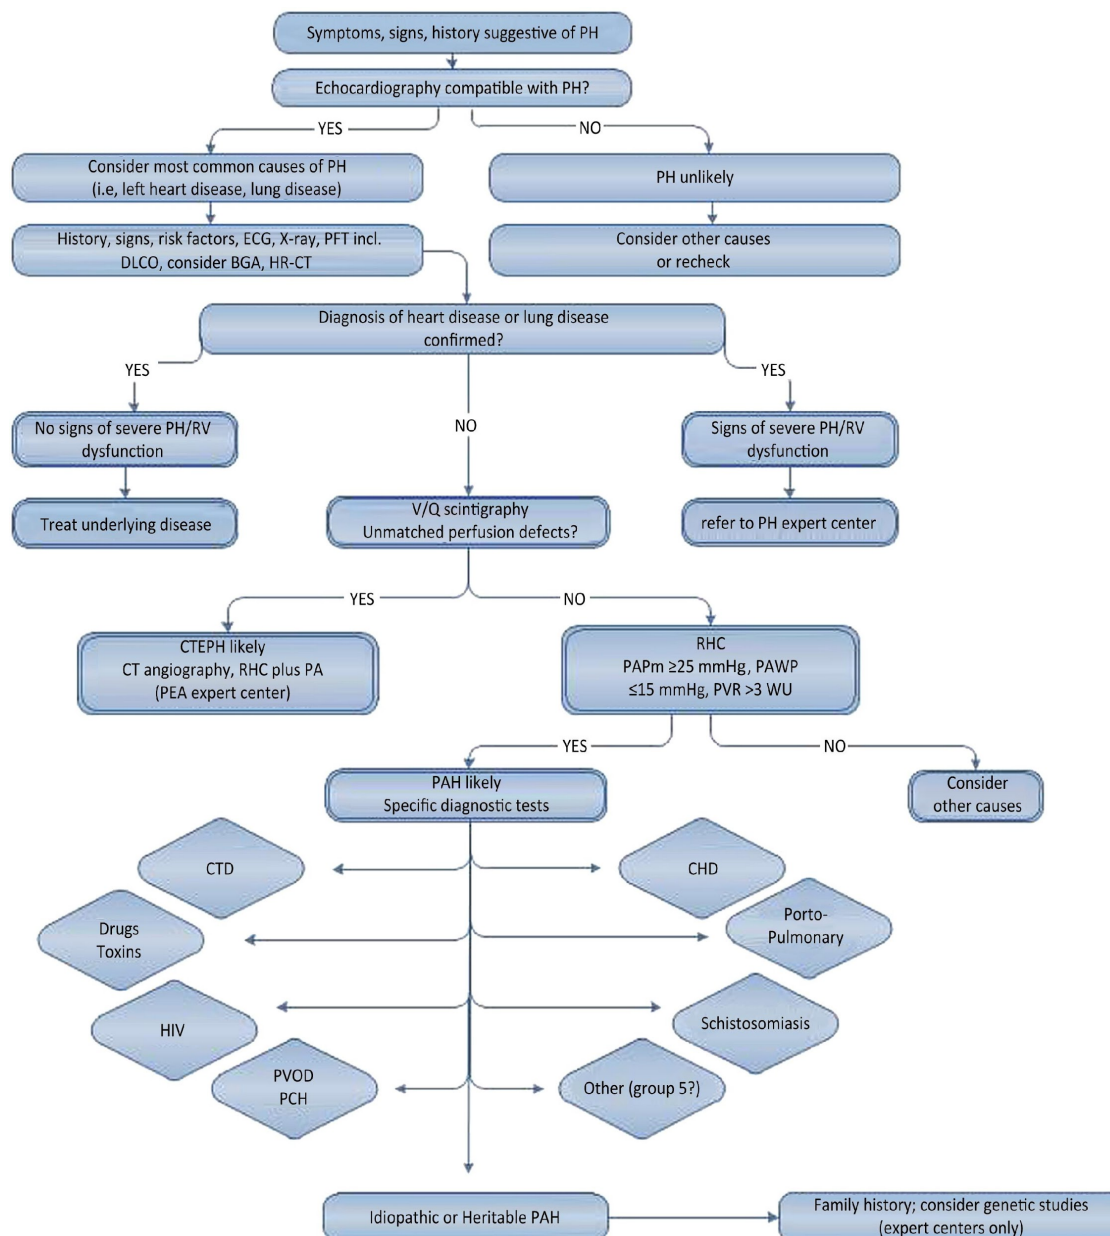 Symptoms, signs, history suggestive of PH
Echocardiography compatible with PH?
YES
NO
Consider most common causes of PH
(i.e, left heart disease, lung disease)
PH unlikely
History, signs, risk factors, ECG, X-ray, PFT incl.
DLCO, consider BGA, HR-CT
Consider other causes
or recheck
Diagnosis of heart disease or lung disease
confirmed?
YES
NO
YES
No signs of severe PH/RV
dysfunction
Signs of severe PH/RV
dysfunction
Treat underlying disease
V/Q scintigraphy
Unmatched perfusion defects?
refer to PH expert center
YES
NO
CTEPH likely
CT angiography, RHC plus PA
(PEA expert center)
RHC
PAPm ≥25 mmHg, PAWP
≤15 mmHg, PVR >3 WU
YES
NO
PAH likely
Specific diagnostic tests
Consider
other causes
CTD
CHD
Drugs
Toxins
Porto-
Pulmonary
HIV
Schistosomiasis
PVOD
PCH
Other (group 5?)
Idiopathic or Heritable PAH
Family history; consider genetic studies
(expert centers only)